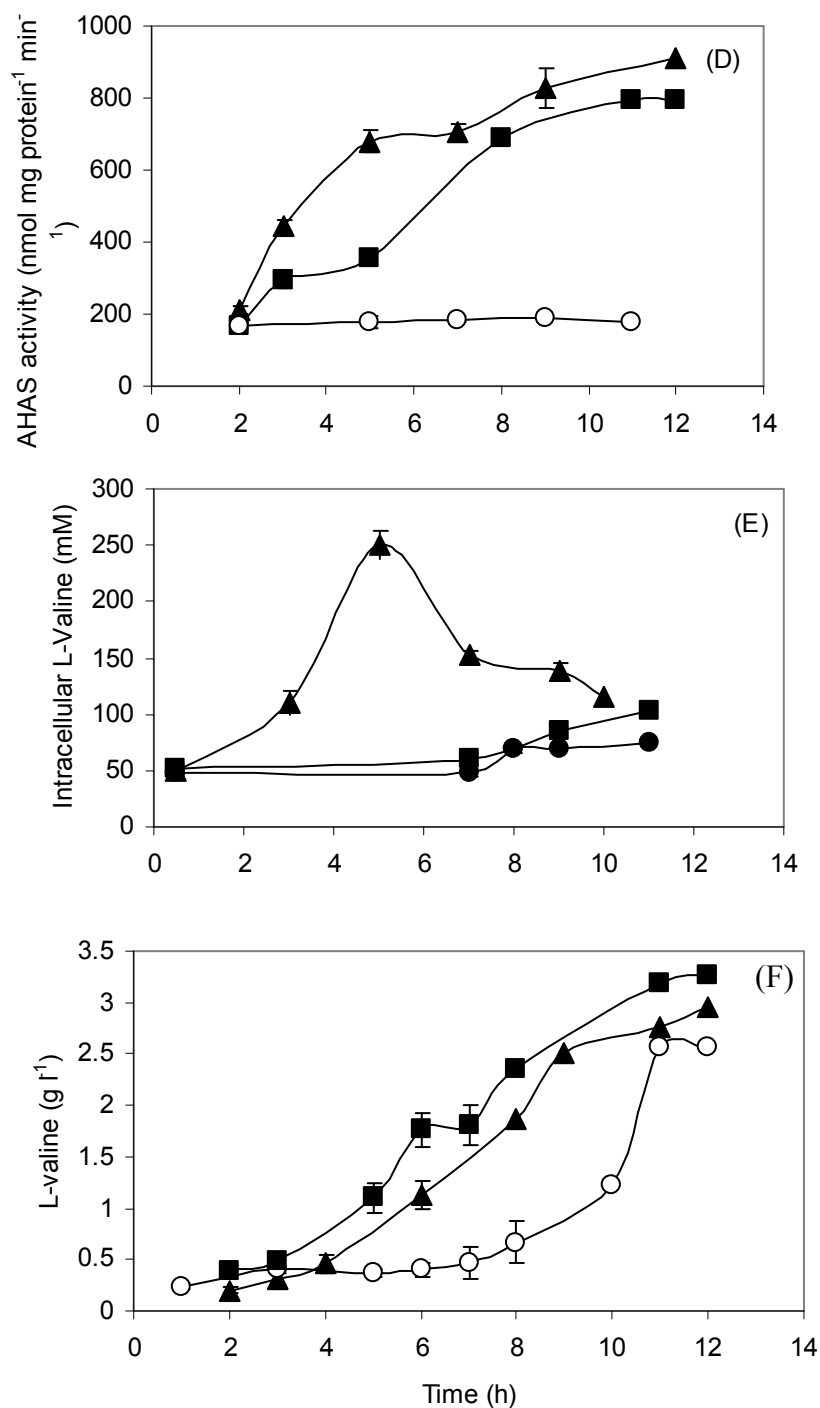 AHAS activity (nmol mg protein-1 min-
1)
1000
800
600
400
200
0
0 2 4 6 8 10 12 14
(D)
Intracellular L-Valine (mM)
300
250
200
150
100
50
0
0 2 4 6 8 10 12 14
(E)
L-valine (g l-1)
3.5
3
2.5
2
1.5
1
0.5
0
0 2 4 6 8 10 12 14
(F)
Time (h)